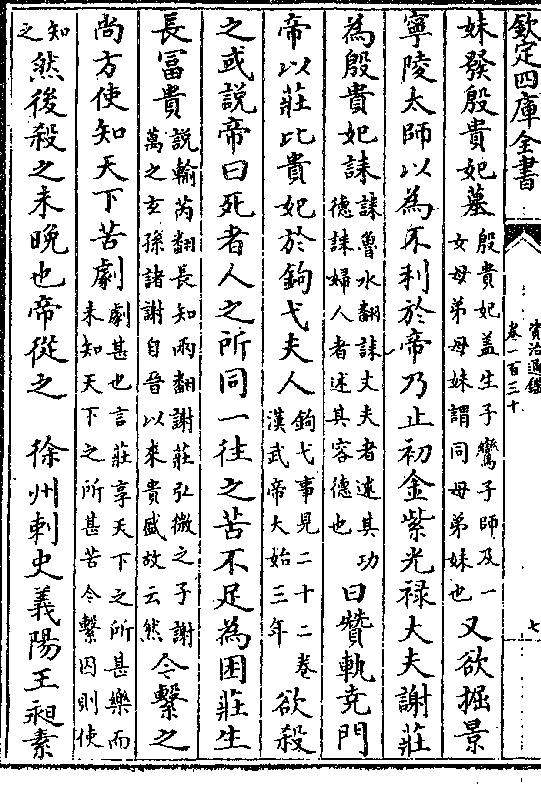 欽定四庫全書
資治通鑑
卷一百三十
七
妹發殷貴妃墓
殷貴妃蓋生子鸞子師及一
女母弟母妹謂同母弟妹也
又欲掘景
寧陵太師以為不利於帝乃止初金紫光禄大夫謝莊
為殷貴妃誄
誄魯水翻誄丈夫者述其功
德誄婦人者述其容德也
曰贊軌堯門
帝以莊比貴妃於鉤弋夫人
鉤弋事見二十二卷
漢武帝太始三年
欲殺
之或說帝曰死者人之所同一往之苦不足為困莊生
長富貴
說輸芮翻長知兩翻謝莊弘微之子謝
萬之玄孫諸謝自晉以來貴盛故云然
令繫之
尚方使知天下苦劇
劇甚也言莊享天下之所甚樂而
未知天下之所甚苦令繫囚則使
知
之
然後殺之未晚也帝從之　徐州刺史義陽王昶素